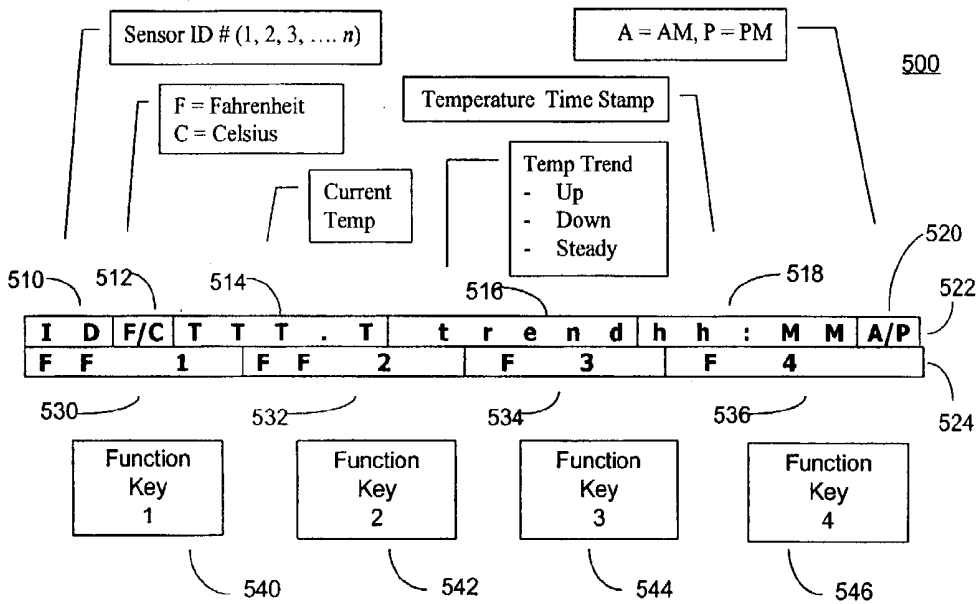 Sensor ID # (1, 2, 3, .... n)
A = AM, P = PM
500
F = Fahrenheit
C = Celsius
Temperature Time Stamp
Current
Temp
Temp Trend
- Up
- Down
- Steady
510
512
514
516
518
520
522
I D F/C T T T . T t r e n d h h : M M A/P
F F 1 F F 2 F 3 F 4
524
530
532
534
536
Function
Key
1
Function
Key
2
Function
Key
3
Function
Key
4
540
542
544
546